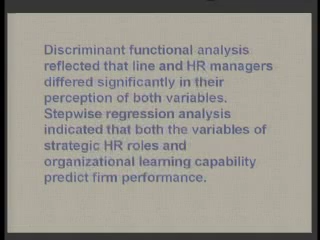 Discriminant functional analysis
reflected that line and HR managers
differed significantly in their
perception of both variables.
Stepwise regression analysis
indicated that both the variables of
strategic HR roles and
organizational learning capability
predict firm performance.